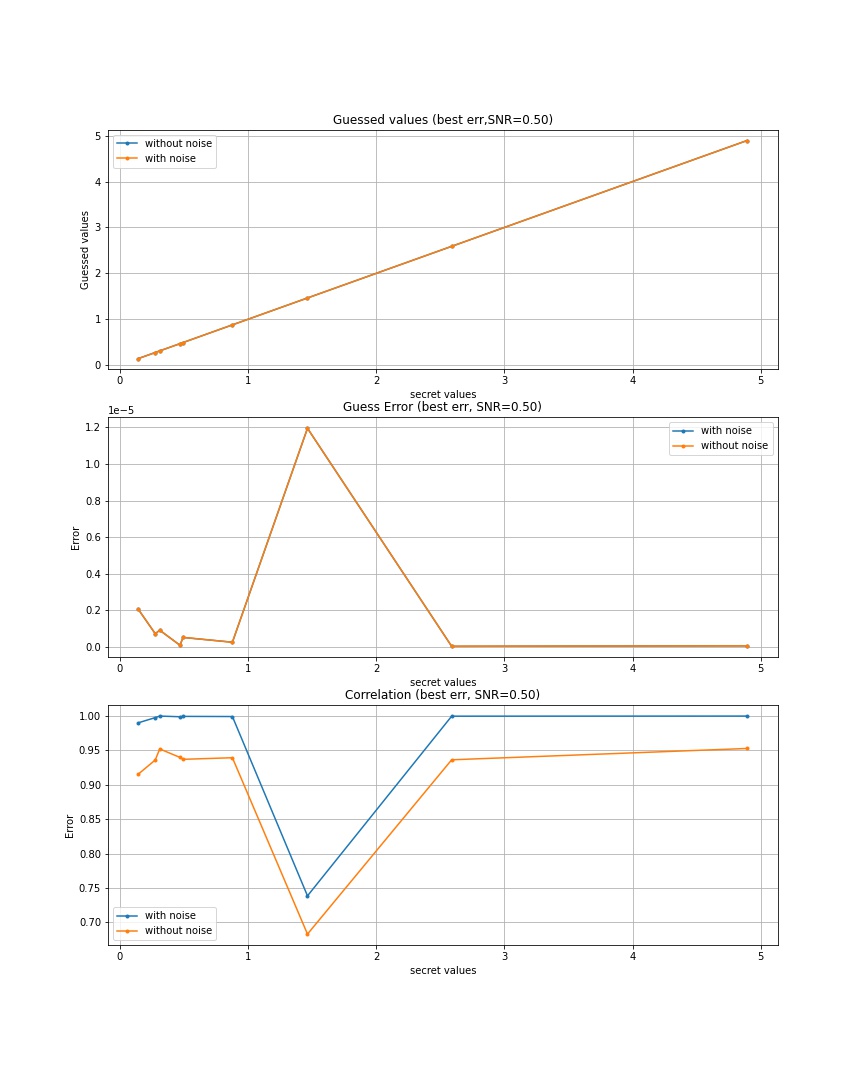 Guessed values (best err,SNR=0.50)
without noise
with noise
Guessed values
5
4
3
2
1
0
0 1 2 3 4 5
secret values
1e−5
Guess Error (best err, SNR=0.50)
with noise
without noise
Error
1.2
1.0
0.8
0.6
0.4
0.2
0.0
0 1 2 3 4 5
secret values
Correlation (best err, SNR=0.50)
Error
1.00
0.95
0.90
0.85
0.80
0.75
0.70
with noise
without noise
0 1 2 3 4 5
secret values